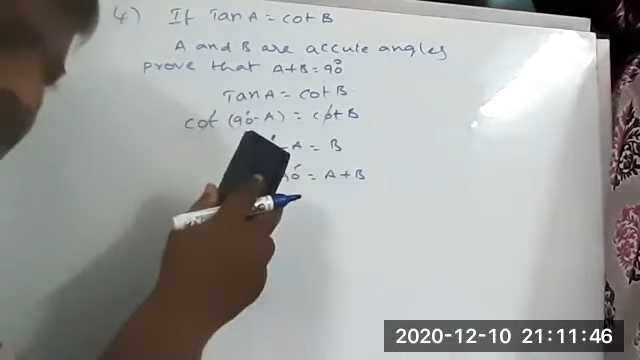 4) If Tan A = cot B
A and B are accute angles
prove that A+B = 90°
Tan A = cot B
cot (90°-A) = cot B
- A = B
90° = A + B
2020-12-10 21:11:46